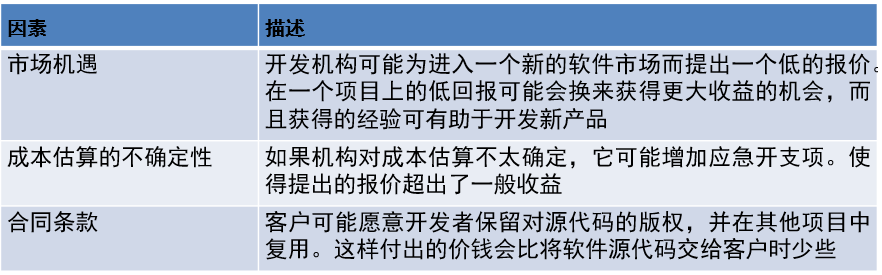 因素 描述
市场机遇 开发机构可能为进入一个新的软件市场而提出一个低的报价。
在一个项目上的低回报可能会换来获得更大收益的机会，而
且获得的经验可有助于开发新产品
成本估算的不确定性 如果机构对成本估算不太确定，它可能增加应急开支项。使
得提出的报价超出了一般收益
合同条款 客户可能愿意开发者保留对源代码的版权，并在其他项目中
复用。这样付出的价钱会比将软件源代码交给客户时少些